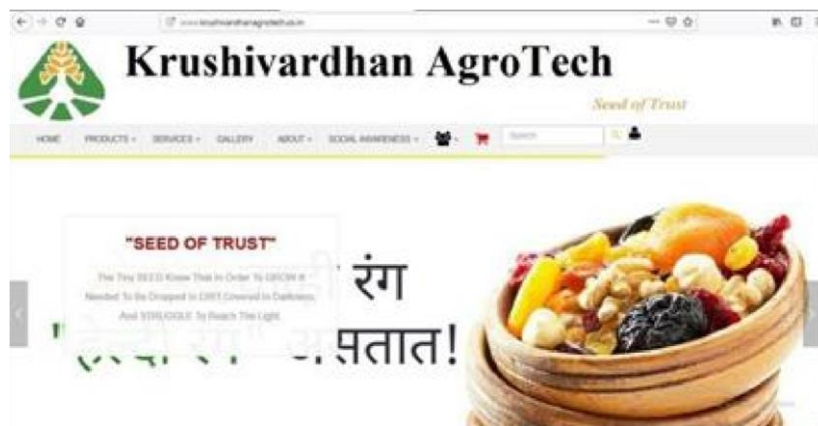 www.krushivardhanagrotech.us.in
Krushivardhan AgroTech
Seed of Trust
HOME PRODUCTS SERVICES GALLERY ABOUT SOCIAL AWARENESS Search
"SEED OF TRUST"
The Tiny SEED Knew That In Order To GROW It
Needed To Be Dropped In DIRT Covered In Darkness,
And STRUGGLE To Reach The Light.
ही रंग
असतात!